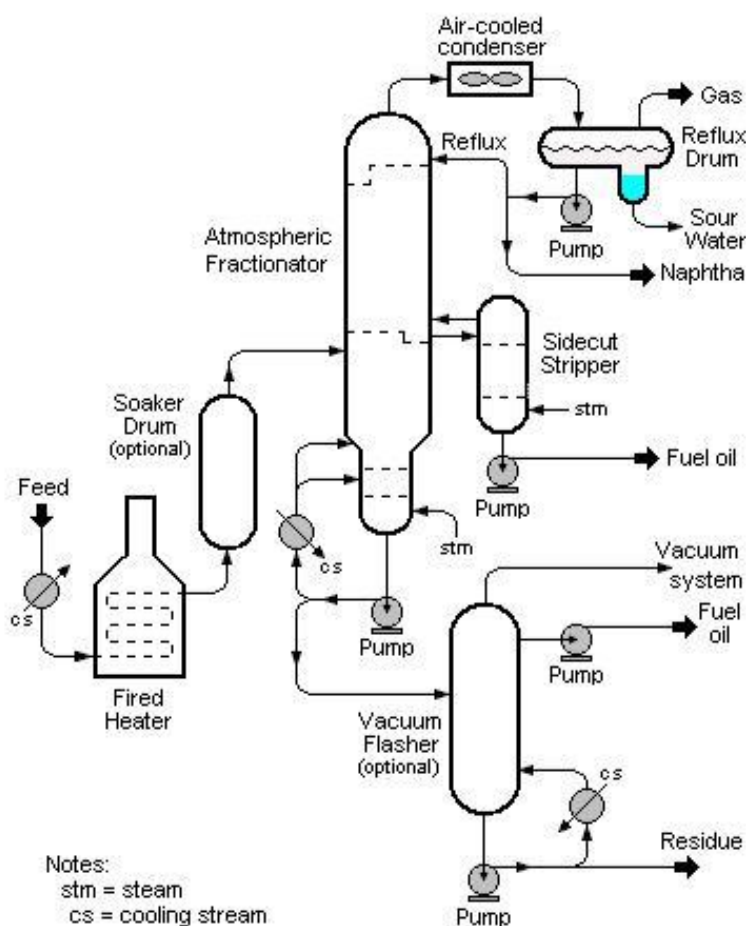 Air-cooled
condenser
Gas
Reflux
Drum
Reflux
Sour
Water
Pump
Naphtha
Atmospheric
Fractionator
Sidecut
Stripper
Soaker
Drum
(optional)
stm
Fuel oil
Feed
Pump
stm
cs
Vacuum
system
cs
Fuel
oil
Pump
Pump
Fired
Heater
Vacuum
Flasher
(optional)
cs
Residue
Notes:
stm = steam
cs = cooling stream
Pump